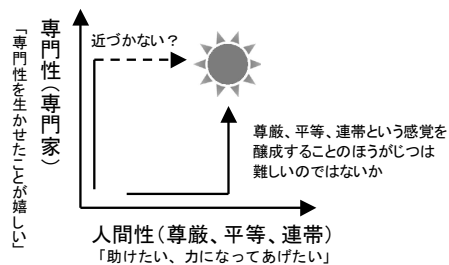 専門性（専門家）
「専門性を生かせたことが嬉しい」
近づかない？
尊厳、平等、連帯という感覚を
醸成することのほうがじつは
難しいのではないか
人間性（尊厳、平等、連帯）
「助けたい、力になってあげたい」